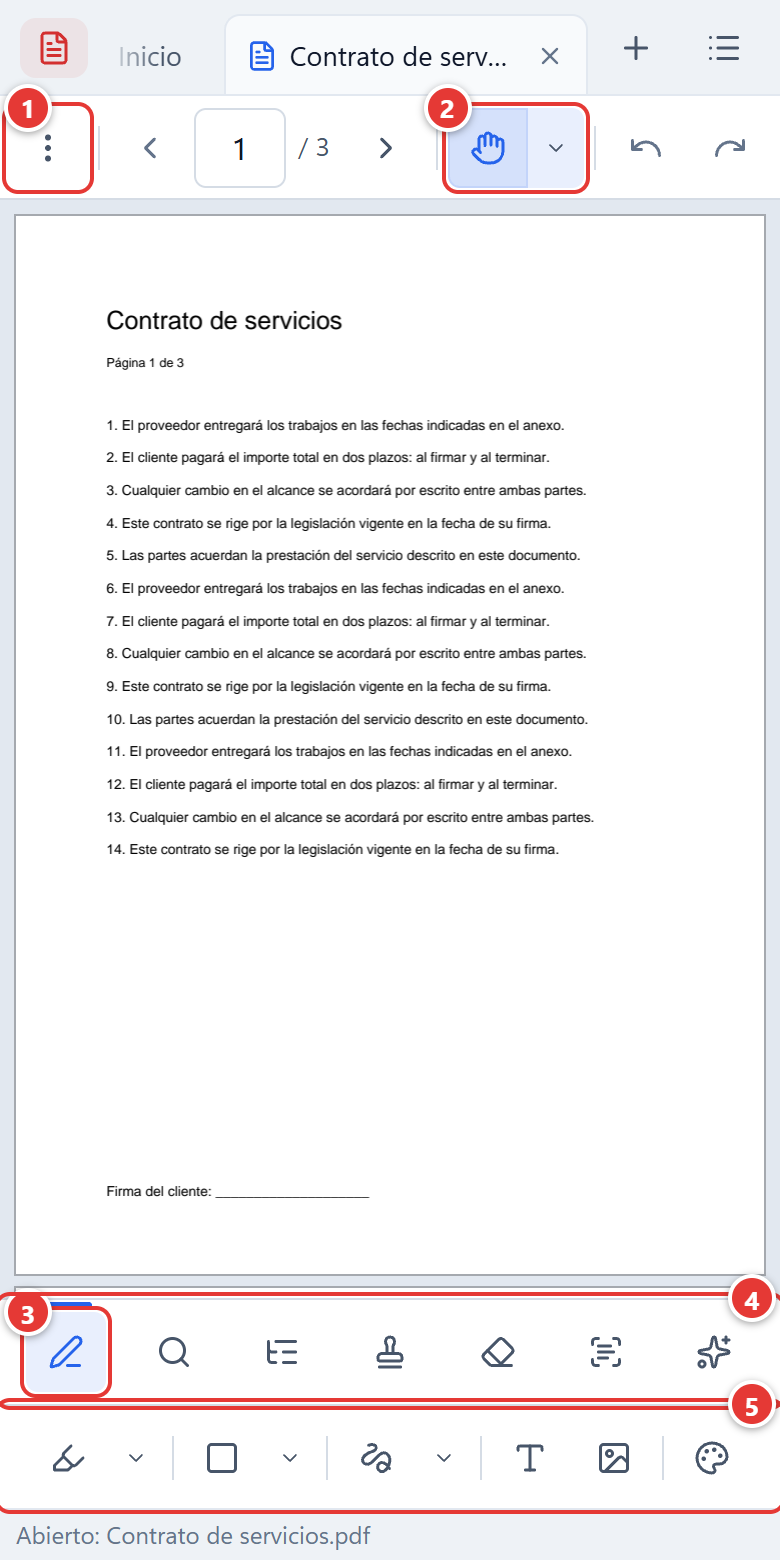 Inicio
Contrato de serv...
1
2
1 / 3
Contrato de servicios
Página 1 de 3
1. El proveedor entregará los trabajos en las fechas indicadas en el anexo.
2. El cliente pagará el importe total en dos plazos: al firmar y al terminar.
3. Cualquier cambio en el alcance se acordará por escrito entre ambas partes.
4. Este contrato se rige por la legislación vigente en la fecha de su firma.
5. Las partes acuerdan la prestación del servicio descrito en este documento.
6. El proveedor entregará los trabajos en las fechas indicadas en el anexo.
7. El cliente pagará el importe total en dos plazos: al firmar y al terminar.
8. Cualquier cambio en el alcance se acordará por escrito entre ambas partes.
9. Este contrato se rige por la legislación vigente en la fecha de su firma.
10. Las partes acuerdan la prestación del servicio descrito en este documento.
11. El proveedor entregará los trabajos en las fechas indicadas en el anexo.
12. El cliente pagará el importe total en dos plazos: al firmar y al terminar.
13. Cualquier cambio en el alcance se acordará por escrito entre ambas partes.
14. Este contrato se rige por la legislación vigente en la fecha de su firma.
Firma del cliente: _____________________
3
4
5
Abierto: Contrato de servicios.pdf